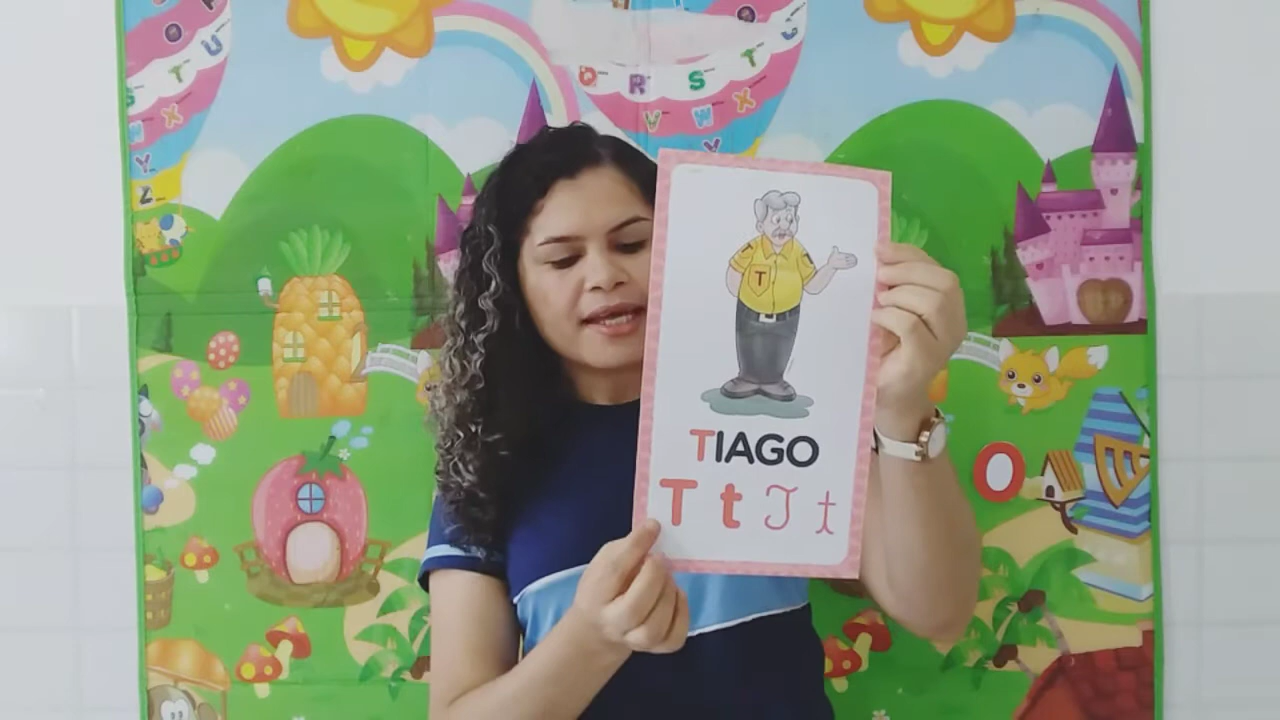 Q R S T U
V W X
Y
S T U
W X
Y
Z
T
TIAGO
T t T t
O